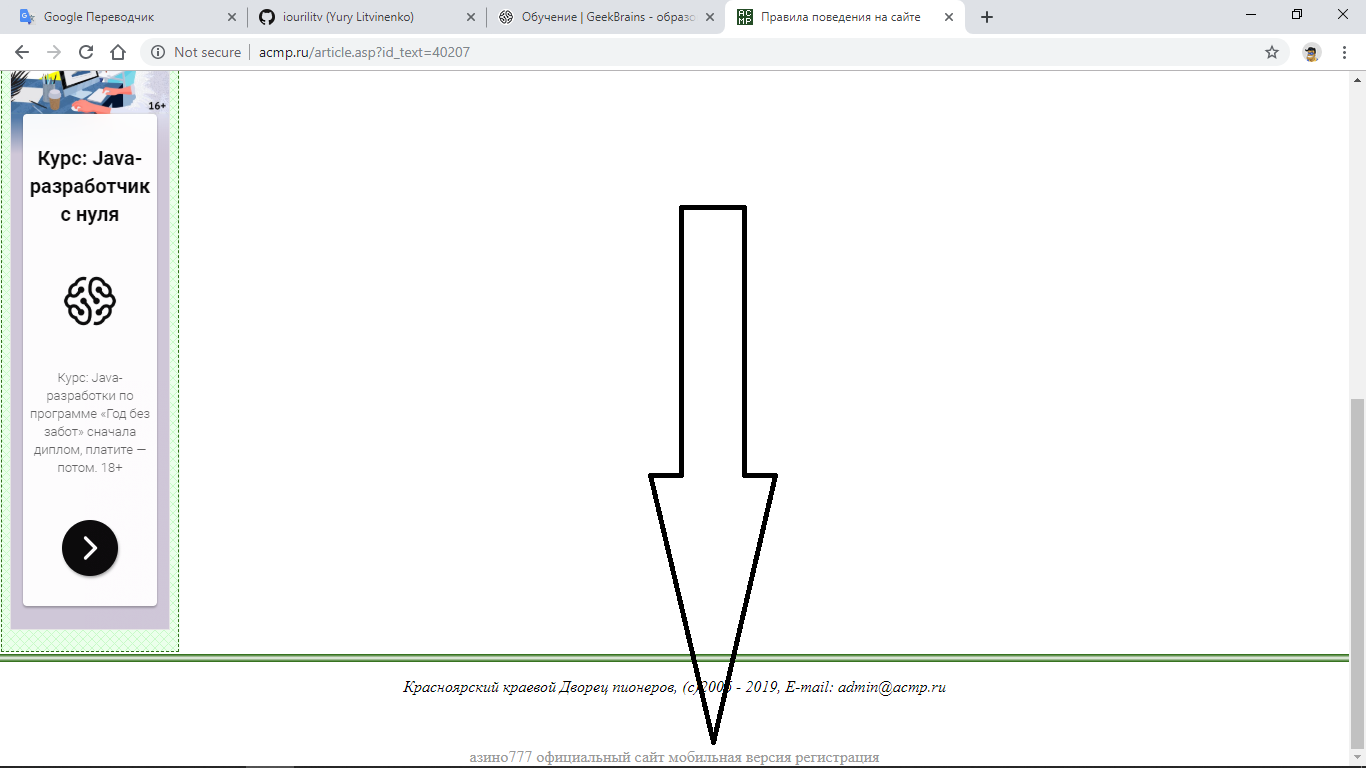 Google Переводчик
iourilitv (Yury Litvinenko)
Обучение | GeekBrains - образо
Правила поведения на сайте
Not secure
acmp.ru/article.asp?id_text=40207
16+
Курс: Java-
разработчик
с нуля
Курс: Java-
разработки по
программе «Год без
забот» сначала
диплом, платите —
потом. 18+
Красноярский краевой Дворец пионеров, (c)2006 - 2019, E-mail: admin@acmp.ru
азино777 официальный сайт мобильная версия регистрация